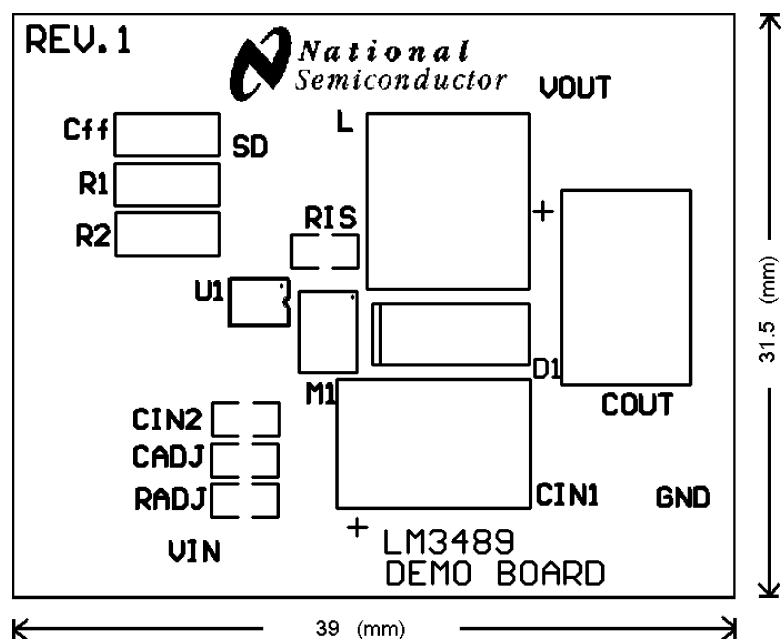 REV.1
National
Semiconductor
VOUT
Cff
SD
L
R1
R2
RIS
+
U1
M1
D1
COUT
CIN2
CADJ
RADJ
CIN1
GND
VIN
+
LM3489
DEMO BOARD
31.5 (mm)
39 (mm)